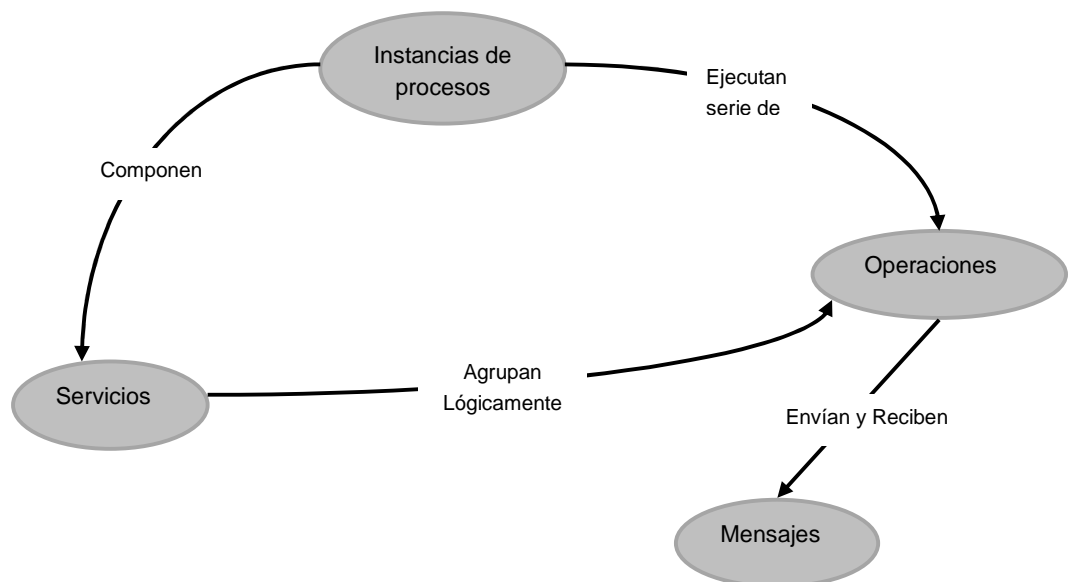 Instancias de
procesos
Ejecutan
serie de
Componen
Operaciones
Servicios
Agrupan
Lógicamente
Envían y Reciben
Mensajes